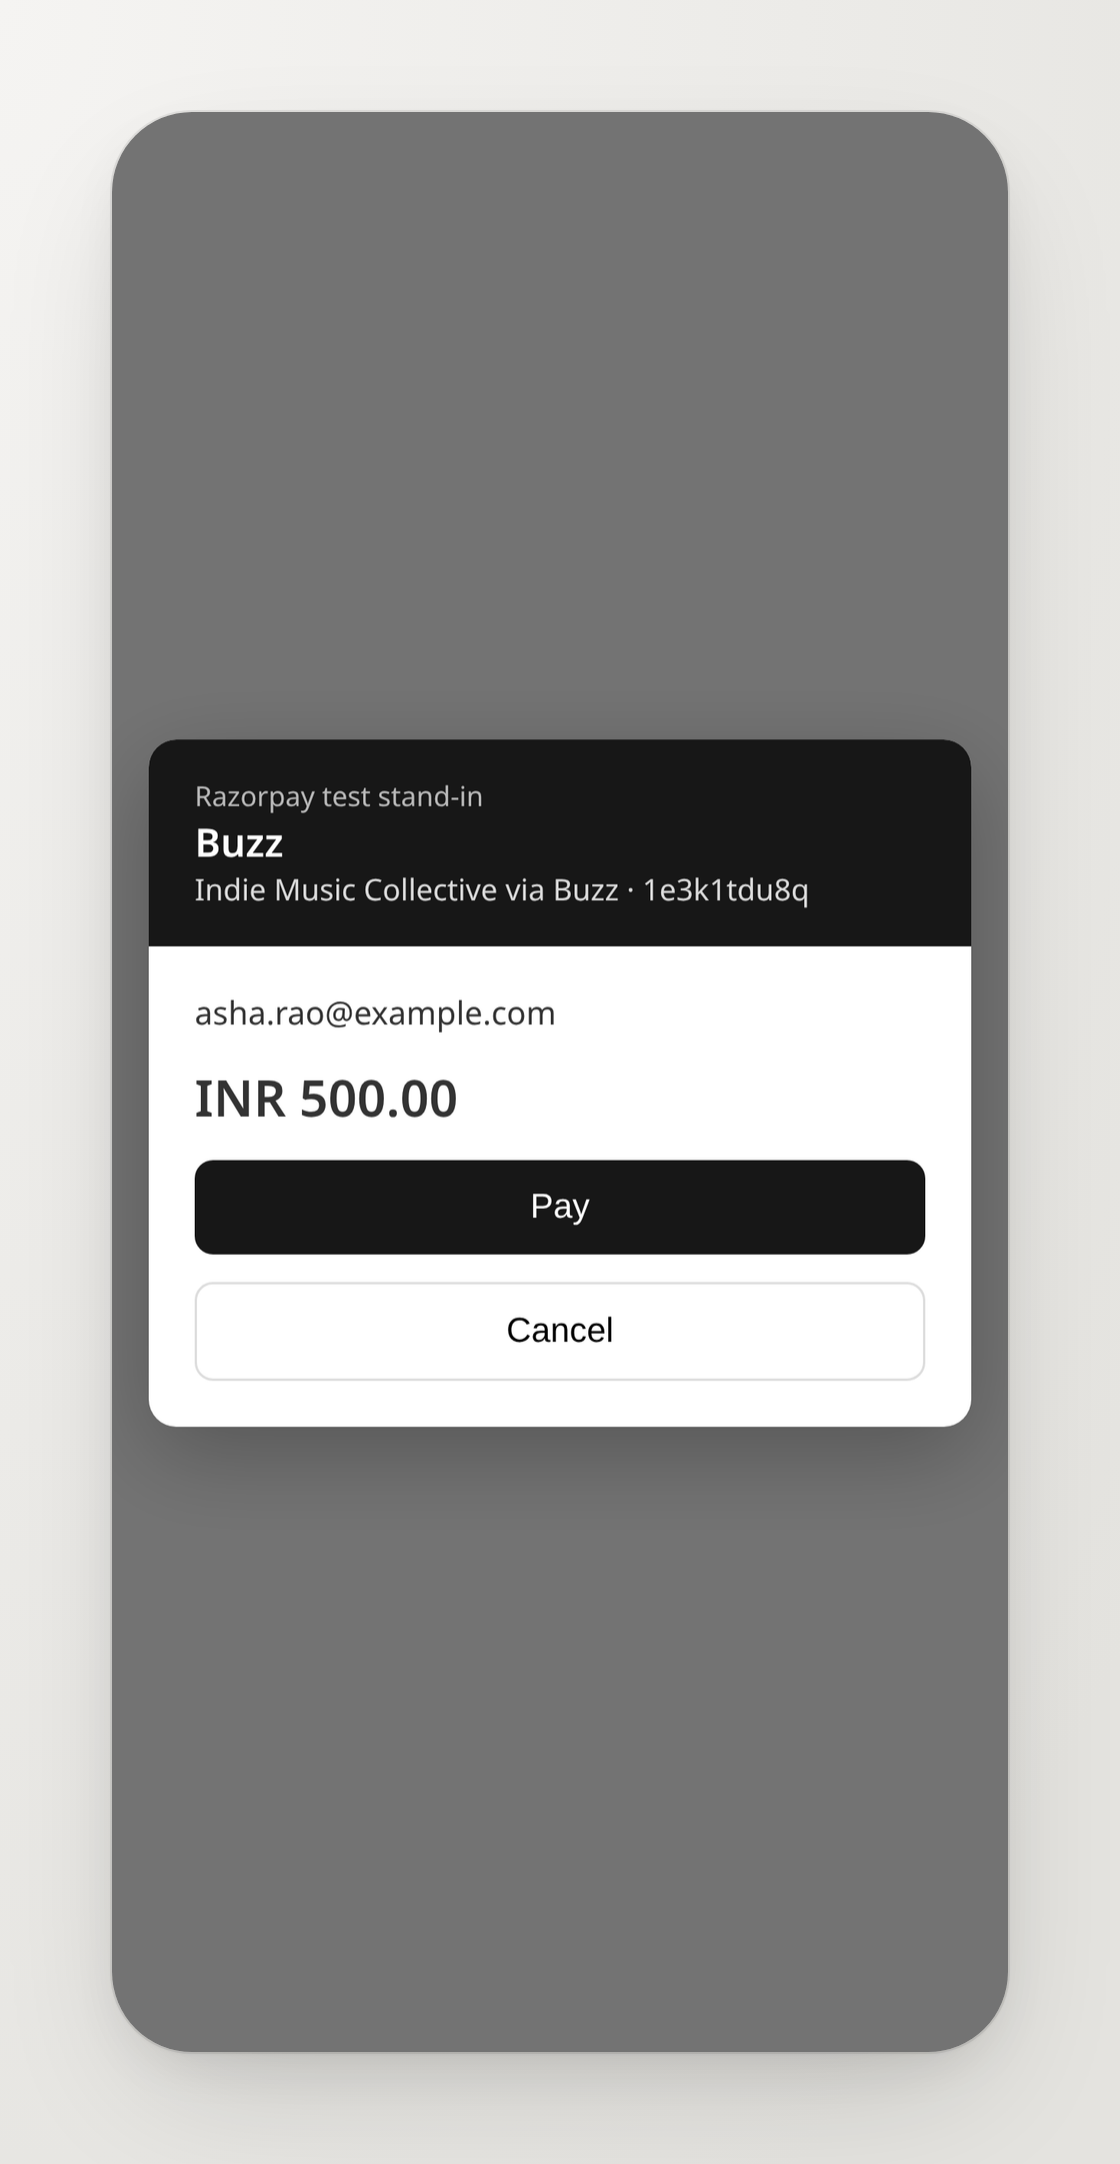 Razorpay test stand-in
Buzz
Indie Music Collective via Buzz · 1e3k1tdu8q
asha.rao@example.com
INR 500.00
Pay
Cancel